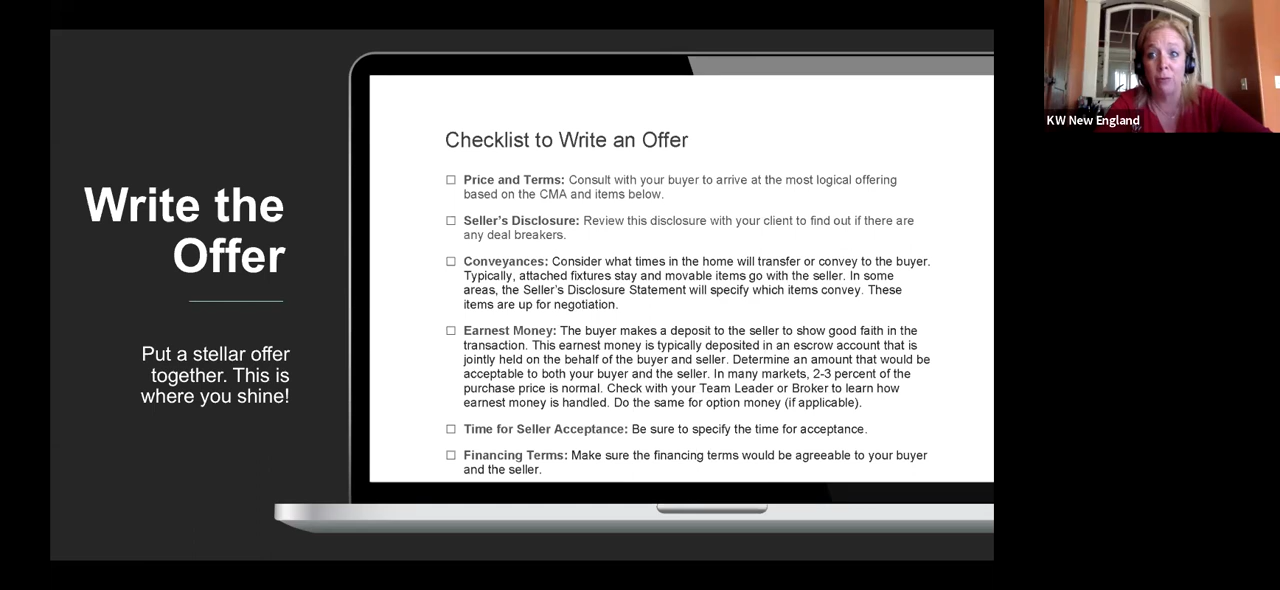 Write the
Offer
Put a stellar offer
together. This is
where you shine!
Checklist to Write an Offer
☐ Price and Terms: Consult with your buyer to arrive at the most logical offering
based on the CMA and items below.
☐ Seller's Disclosure: Review this disclosure with your client to find out if there are
any deal breakers.
☐ Conveyances: Consider what times in the home will transfer or convey to the buyer.
Typically, attached fixtures stay and movable items go with the seller. In some
areas, the Seller's Disclosure Statement will specify which items convey. These
items are up for negotiation.
☐ Earnest Money: The buyer makes a deposit to the seller to show good faith in the
transaction. This earnest money is typically deposited in an escrow account that is
jointly held on the behalf of the buyer and seller. Determine an amount that would be
acceptable to both your buyer and the seller. In many markets, 2-3 percent of the
purchase price is normal. Check with your Team Leader or Broker to learn how
earnest money is handled. Do the same for option money (if applicable).
☐ Time for Seller Acceptance: Be sure to specify the time for acceptance.
☐ Financing Terms: Make sure the financing terms would be agreeable to your buyer
and the seller.
KW New England